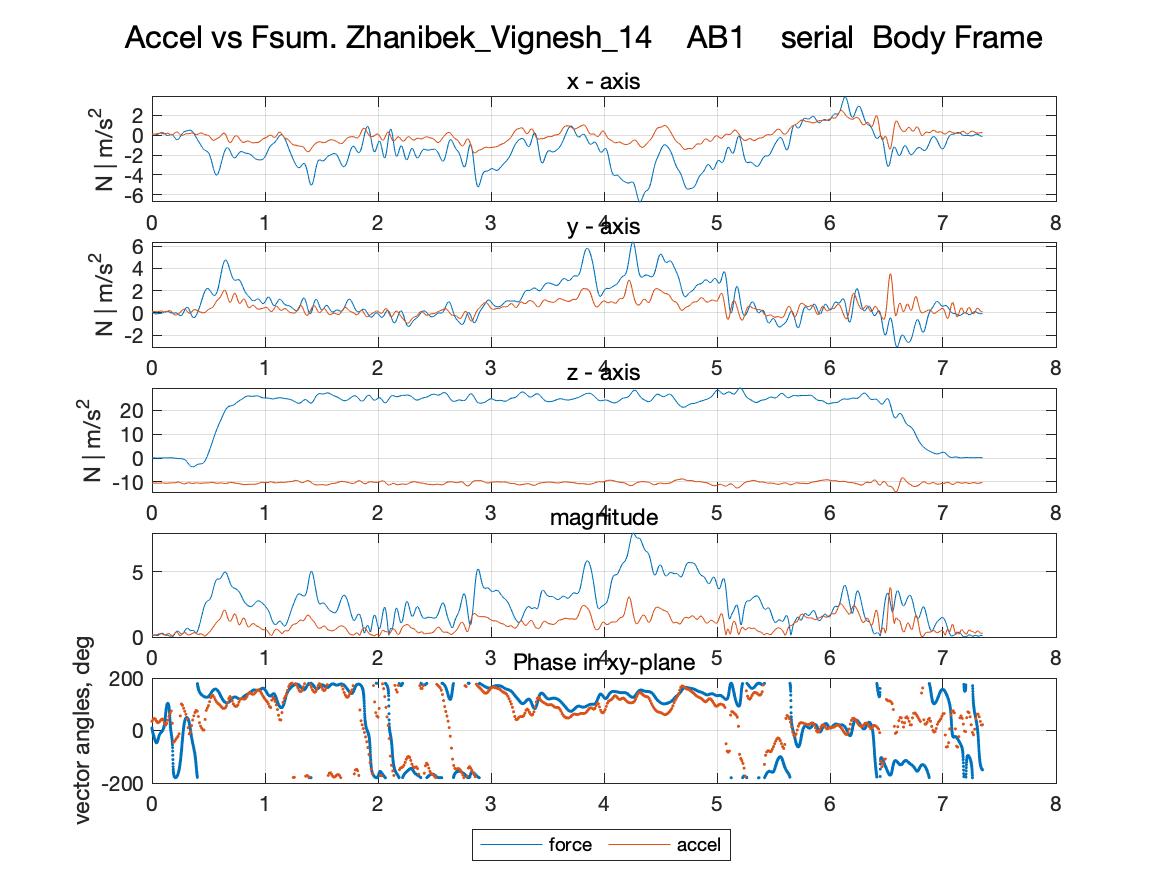 Accel vs Fsum. Zhanibek_Vignesh_14 AB1 serial Body Frame
x - axis
N | m/s2
2
0
-2
-4
-6
0 1 2 3 4 5 6 7 8
y - axis
N | m/s2
6
4
2
0
-2
0 1 2 3 4 5 6 7 8
z - axis
N | m/s2
20
10
0
-10
0 1 2 3 4 5 6 7 8
magnitude
5
0
0 1 2 3 4 5 6 7 8
Phase in xy-plane
vector angles, deg
200
0
-200
0 1 2 3 4 5 6 7 8
force accel